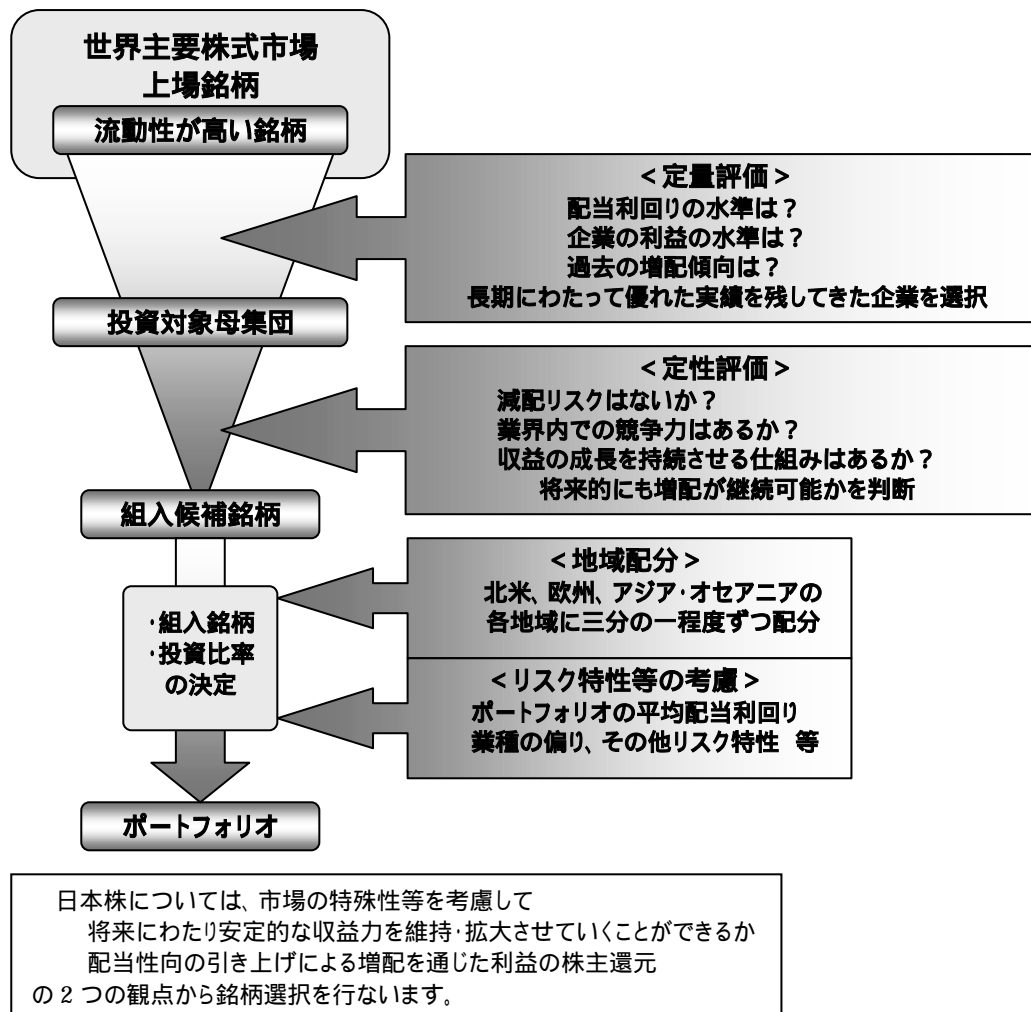 世界主要株式市場
上場銘柄
流動性が高い銘柄
<定量評価>
配当利回りの水準は?
企業の利益の水準は?
過去の増配傾向は?
長期にわたって優れた実績を残してきた企業を選択
投資対象母集団
<定性評価>
減配リスクはないか?
業界内での競争力はあるか?
収益の成長を持続させる仕組みはあるか?
将来的にも増配が継続可能かを判断
組入候補銘柄
<地域配分>
北米、欧州、アジア・オセアニアの
各地域に三分の一程度ずつ配分
・組入銘柄
・投資比率
の決定
<リスク特性等の考慮>
ポートフォリオの平均配当利回り
業種の偏り、その他リスク特性 等
ポートフォリオ
日本株については、市場の特殊性等を考慮して
将来にわたり安定的な収益力を維持・拡大させていくことができるか
配当性向の引き上げによる増配を通じた利益の株主還元
の2つの観点から銘柄選択を行ないます。